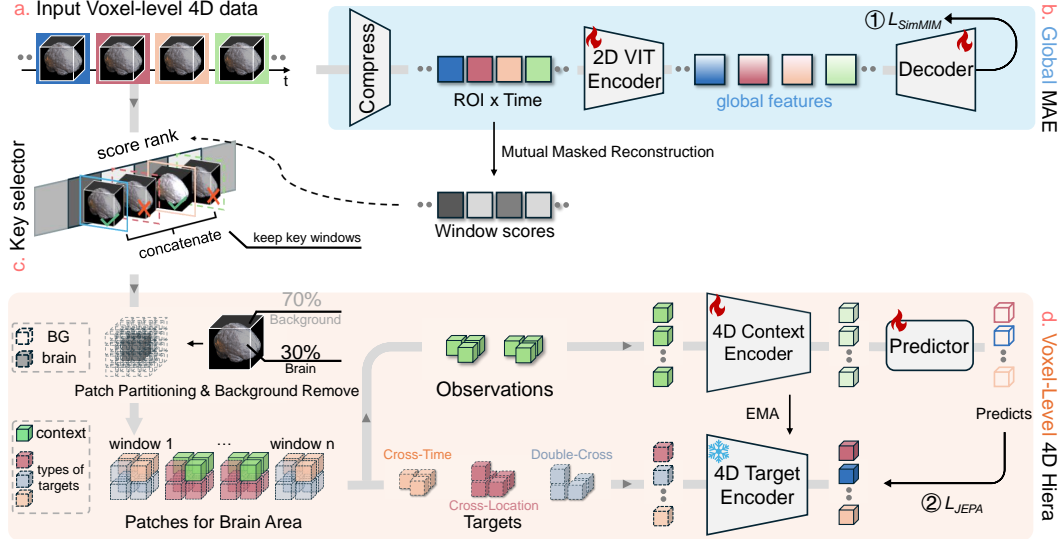 a. Input Voxel-level 4D data
t
Compress
ROI x Time
2D VIT
Encoder
global features
Decoder
① L_SimMIM
b. Global MAE
Mutual Masked Reconstruction
Window scores
score rank
concatenate
keep key windows
c. Key selector
BG
brain
70%
Background
30%
Brain
Patch Partitioning & Background Remove
context
types of
targets
window 1
...
window n
Patches for Brain Area
Observations
Cross-Time
Cross-Location
Double-Cross
Targets
4D Context
Encoder
EMA
4D Target
Encoder
Predictor
Predicts
② L_JEPA
d. Voxel-Level 4D Hiera